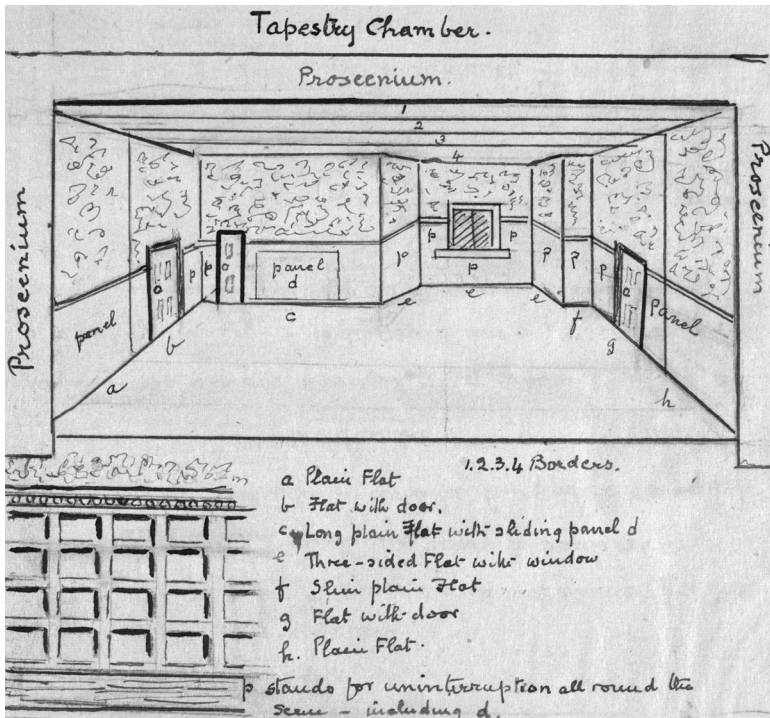 Tapestry Chamber.
Proscenium.
Proscenium
Proscenium
1
2
3
4
panel
panel
d
p
p
p
p
p
p
p
p
p
Panel
a
b
c
e
e
e
f
g
h
1.2.3.4 Borders.
a Plain Flat
b Flat with door.
c Long plain Flat with sliding panel d
e Three-sided Flat with window
f Slim plain Flat
g Flat with door
h. Plain Flat.
p stands for uninterruption all round the
scene - including d.